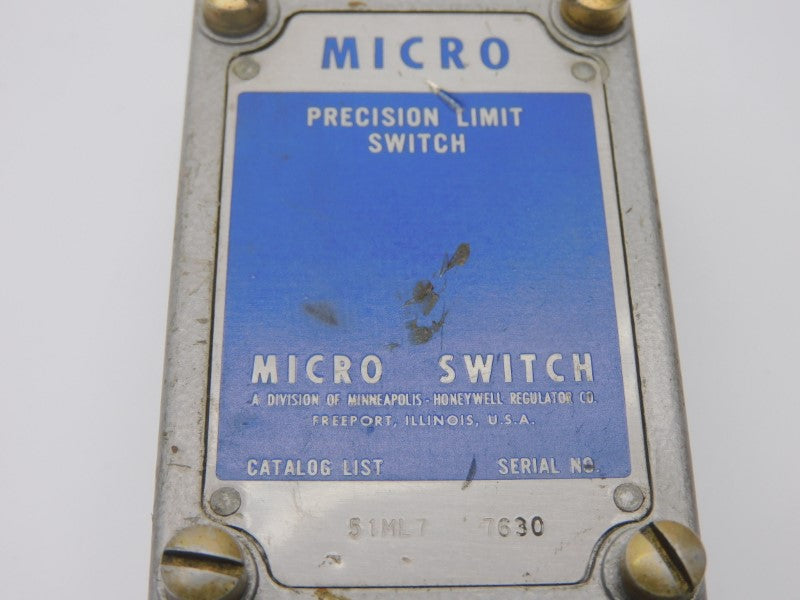 MICRO
PRECISION LIMIT
SWITCH
MICRO SWITCH
A DIVISION OF MINNEAPOLIS-HONEYWELL REGULATOR CO.
FREEPORT, ILLINOIS, U.S.A.
CATALOG LIST SERIAL NO.
51ML7 7630